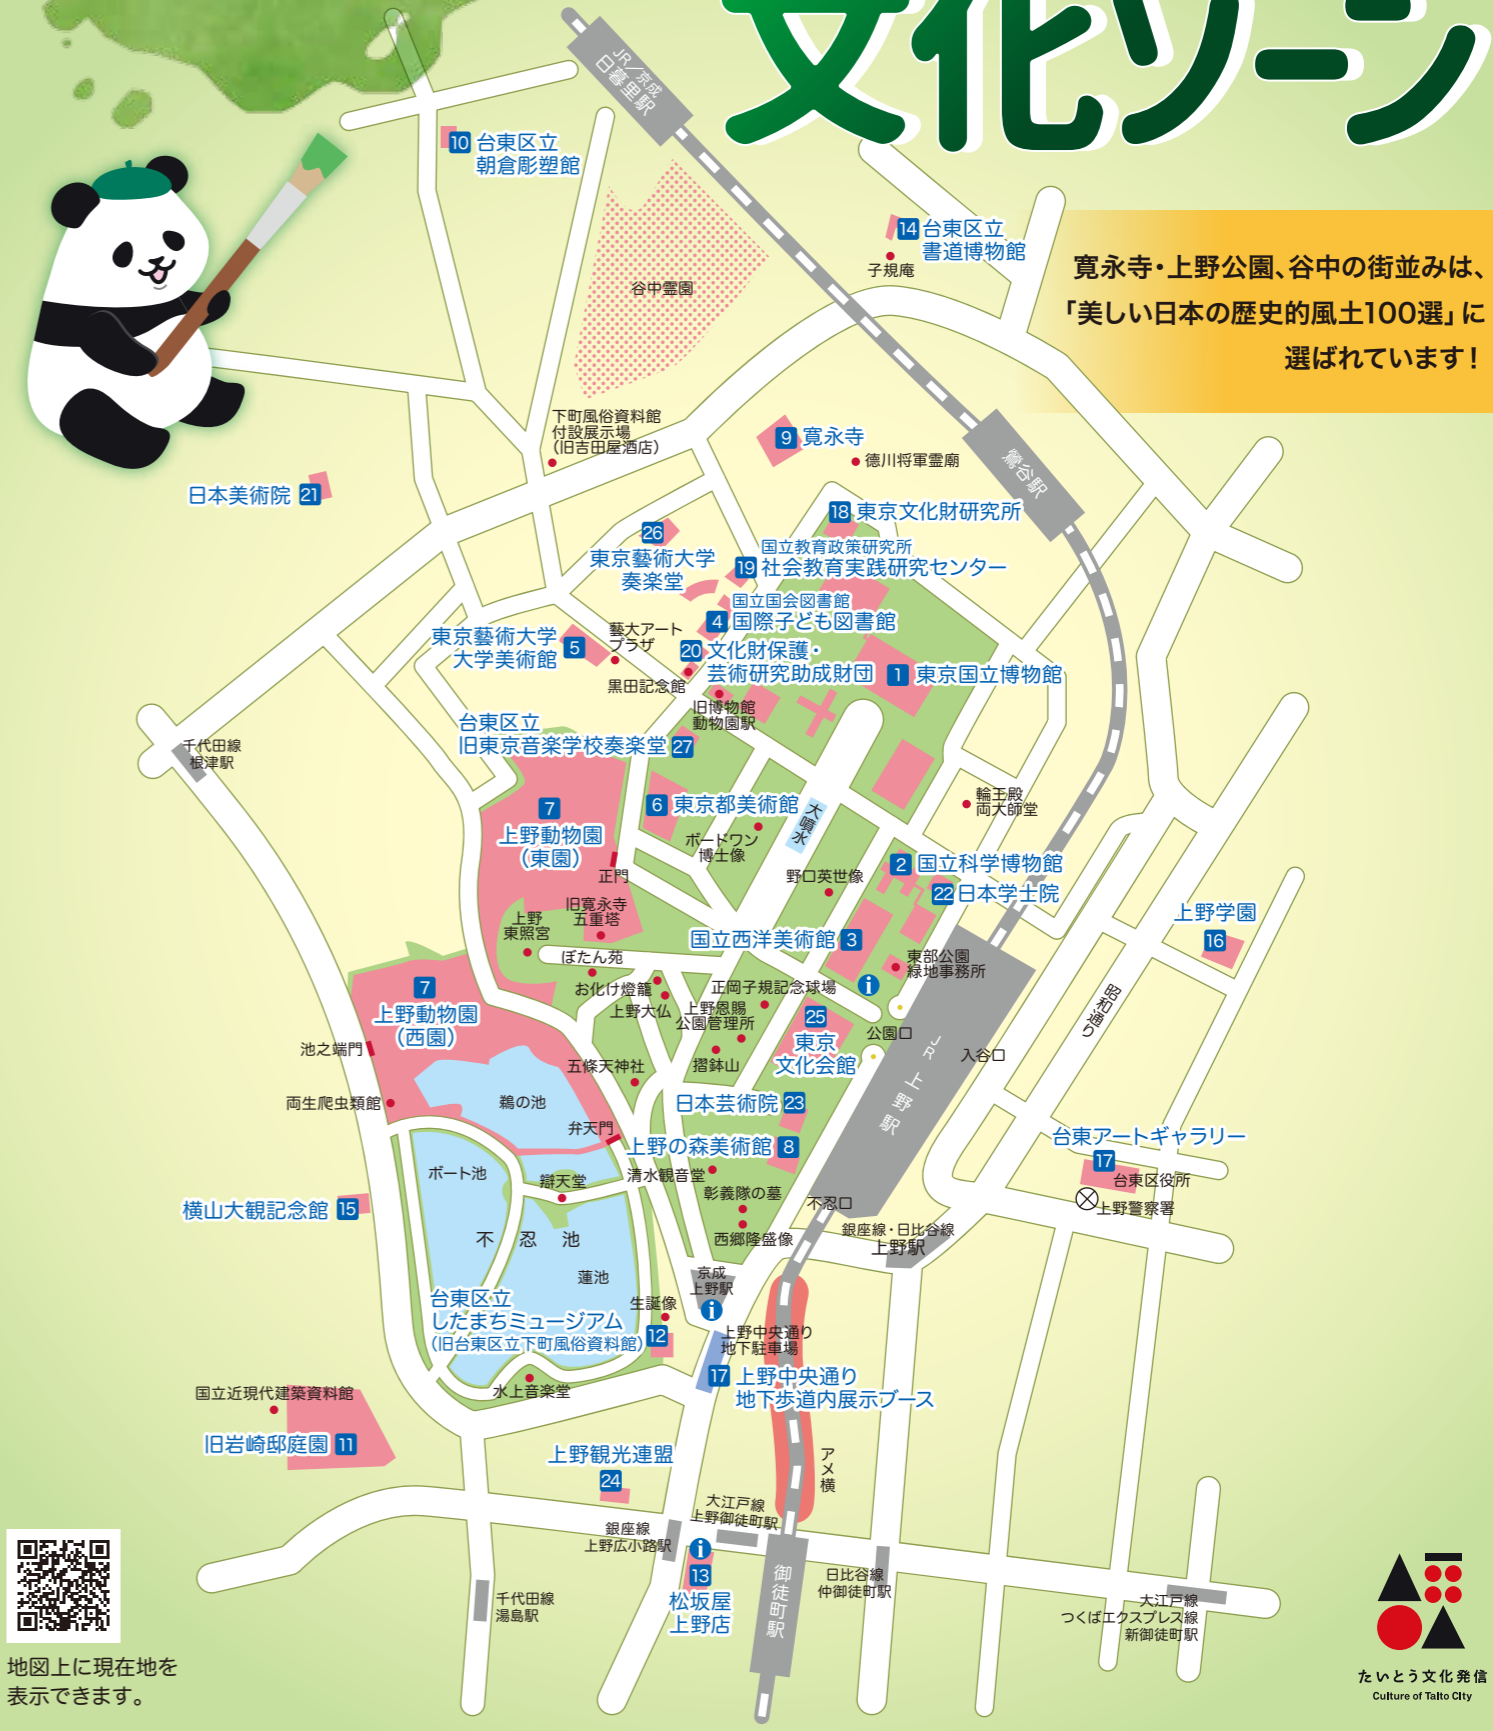 文化ゾーン
JR／京成
日暮里駅
10 台東区立
朝倉彫塑館
14 台東区立
書道博物館
子規庵
寛永寺・上野公園、谷中の街並みは、
「美しい日本の歴史的風土100選」に
選ばれています！
谷中霊園
下町風俗資料館
付設展示場
（旧吉田屋酒店）
9 寛永寺
徳川将軍霊廟
鶯谷駅
日本美術院 21
18 東京文化財研究所
26
東京藝術大学
奏楽堂
国立教育政策研究所
19 社会教育実践研究センター
国立国会図書館
4 国際子ども図書館
東京藝術大学
大学美術館 5
藝大アート
プラザ
20 文化財保護・
芸術研究助成財団
1 東京国立博物館
黒田記念館
旧博物館
動物園駅
台東区立
旧東京音楽学校奏楽堂 27
千代田線
根津駅
7
上野動物園
（東園）
6 東京都美術館
大噴水
輪王殿
両大師堂
ボードワン
博士像
正門
野口英世像
2 国立科学博物館
22 日本学士院
上野学園
16
旧寛永寺
五重塔
上野
東照宮
国立西洋美術館 3
東部公園
緑地事務所
ぼたん苑
お化け燈籠
上野大仏
正岡子規記念球場
i
昭和通り
7
上野動物園
（西園）
上野恩賜
公園管理所
25
東京
文化会館
公園口
JR 上野駅
入谷口
池之端門
五條天神社
摺鉢山
両生爬虫類館
鵜の池
日本芸術院 23
弁天門
上野の森美術館 8
台東アートギャラリー
17
台東区役所
上野警察署
ボート池
辯天堂
清水観音堂
彰義隊の墓
不忍口
横山大観記念館 15
不忍池
西郷隆盛像
銀座線・日比谷線
上野駅
蓮池
京成
上野駅
i
台東区立
したまちミュージアム
（旧台東区立下町風俗資料館） 12
生誕像
上野中央通り
地下駐車場
17 上野中央通り
地下歩道内展示ブース
水上音楽堂
国立近現代建築資料館
旧岩崎邸庭園 11
上野観光連盟
24
アメ横
大江戸線
上野御徒町駅
銀座線
上野広小路駅
i
13
松坂屋
上野店
御徒町駅
日比谷線
仲御徒町駅
千代田線
湯島駅
大江戸線
つくばエクスプレス線
新御徒町駅
地図上に現在地を
表示できます。
たいとう文化発信
Culture of Taito City